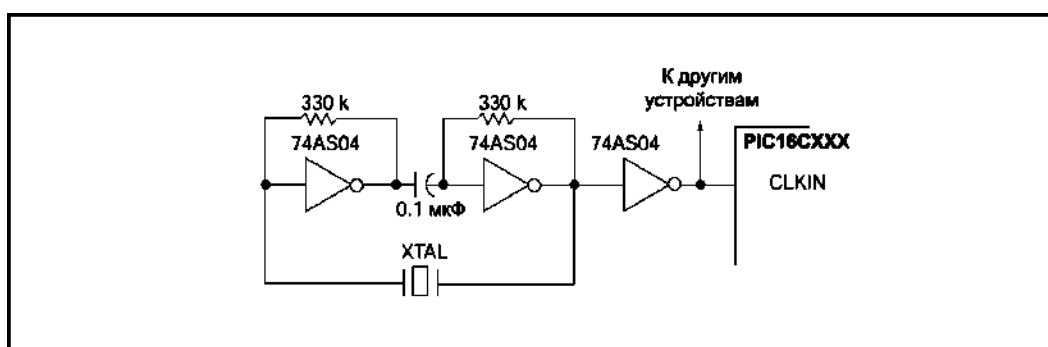 К другим
устройствам
330 k
330 k
74AS04
74AS04
74AS04
PIC16CXXX
CLKIN
0.1 мкФ
XTAL